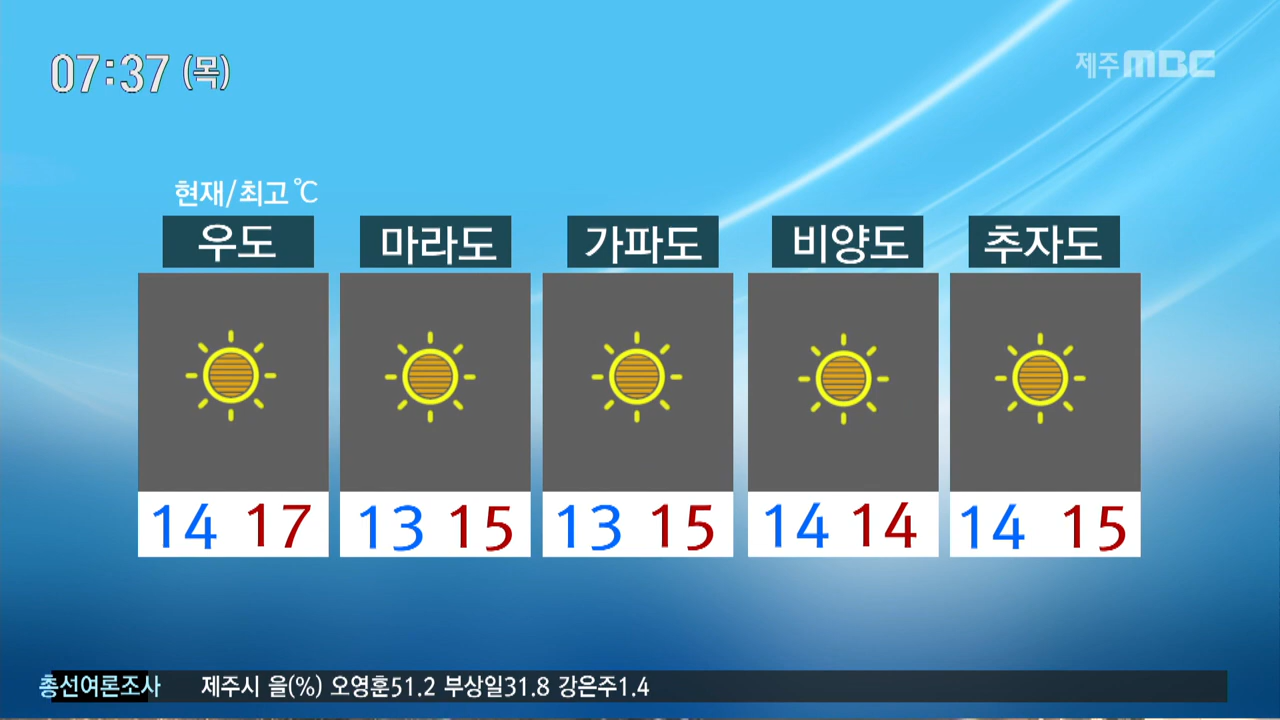 07:37 (목)
제주MBC
현재/최고 ℃
우도 마라도 가파도 비양도 추자도
14 17 13 15 13 15 14 14 14 15
총선여론조사 제주시 을(%) 오영훈51.2 부상일31.8 강은주1.4